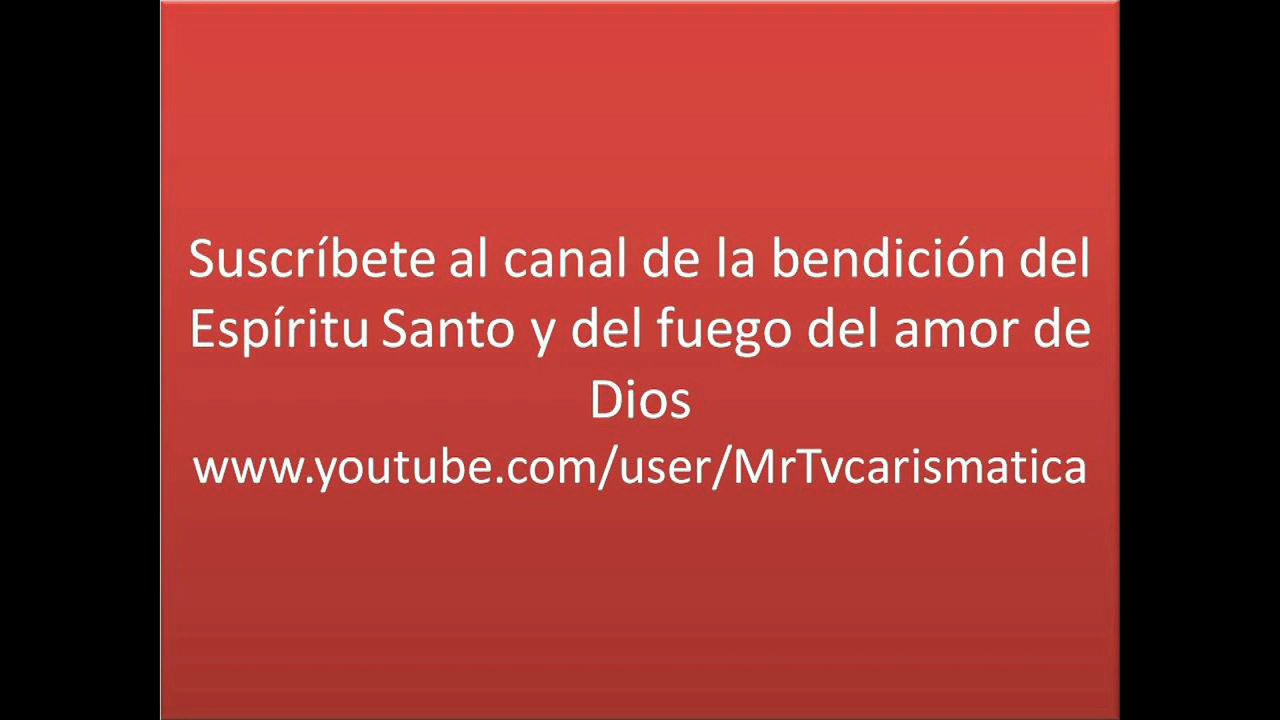 Suscríbete al canal de la bendición del
Espíritu Santo y del fuego del amor de
Dios
www.youtube.com/user/MrTvcarismatica